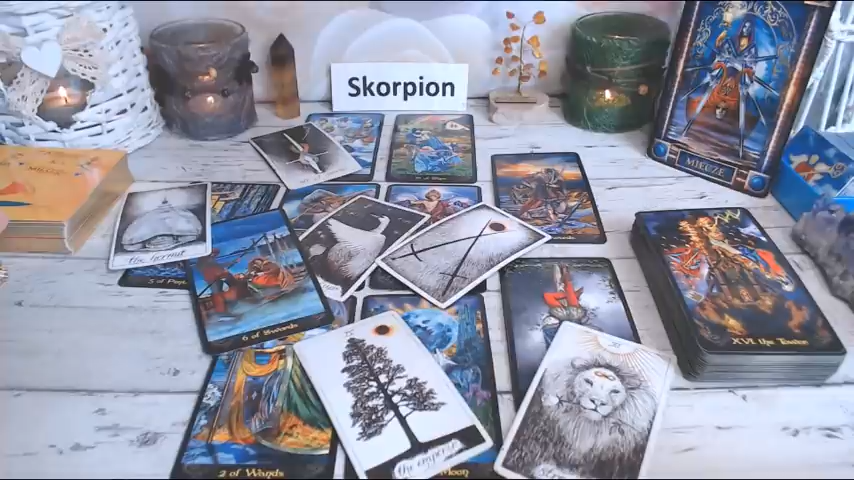 Skorpion
MIECZE
the hermit
5 of Pentacles
6 of Swords
XVI the Tower
2 of Wands
the emperor
Moon